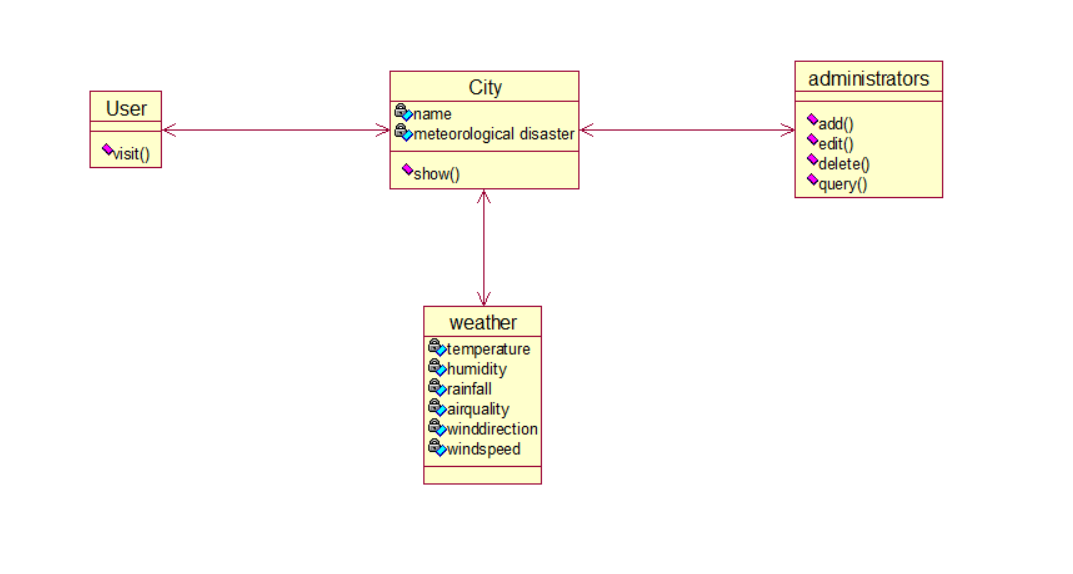 User
visit()
City
name
meteorological disaster
show()
administrators
add()
edit()
delete()
query()
weather
temperature
humidity
rainfall
airquality
winddirection
windspeed